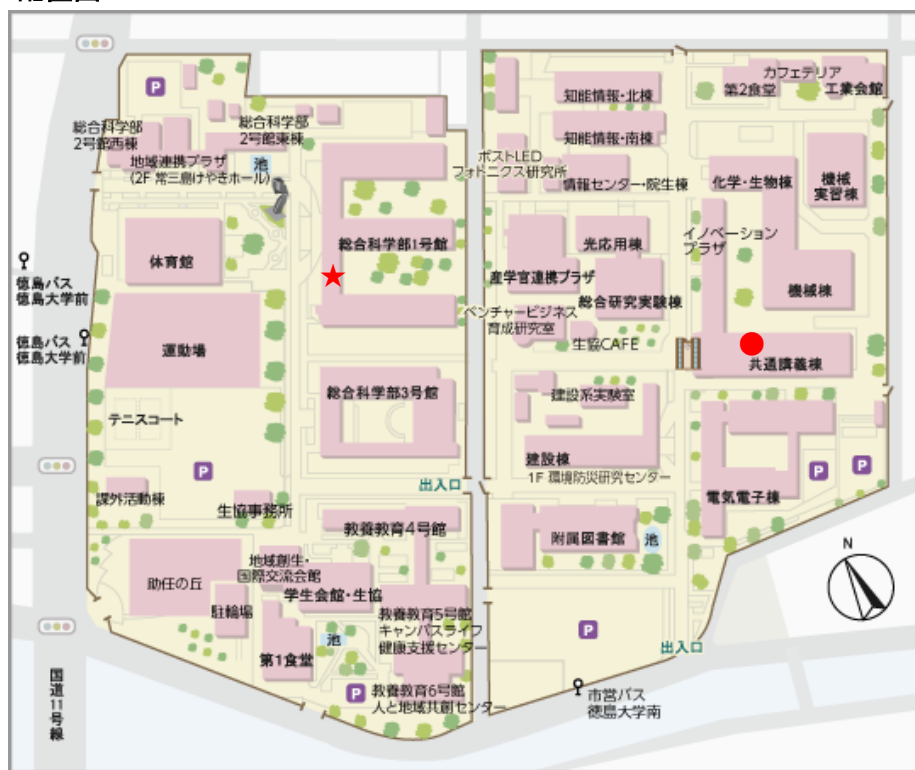 P
カフェテリア
第2食堂
工業会館
知能情報・北棟
総合科学部
2号館西棟
総合科学部
2号館東棟
知能情報・南棟
地域連携プラザ
(2F 常三島けやきホール)
池
ポストLED
フォトニクス研究所
情報センター・院生棟
化学・生物棟
機械
実習棟
体育館
総合科学部1号館
光応用棟
イノベーション
プラザ
徳島バス
徳島大学前
産学官連携プラザ
総合研究実験棟
機械棟
徳島バス
徳島大学前
運動場
ベンチャービジネス
育成研究室
生協CAFE
共通講義棟
総合科学部3号館
建設系実験室
テニスコート
P
建設棟
1F 環境防災研究センター
P
P
課外活動棟
出入口
電気電子棟
生協事務所
教養教育4号館
附属図書館
池
N
助任の丘
地域創生・
国際交流会館
学生会館・生協
駐輪場
教養教育5号館
キャンパスライフ
健康支援センター
P
池
第1食堂
出入口
国道11号線
P
教養教育6号館
人と地域共創センター
市営バス
徳島大学南